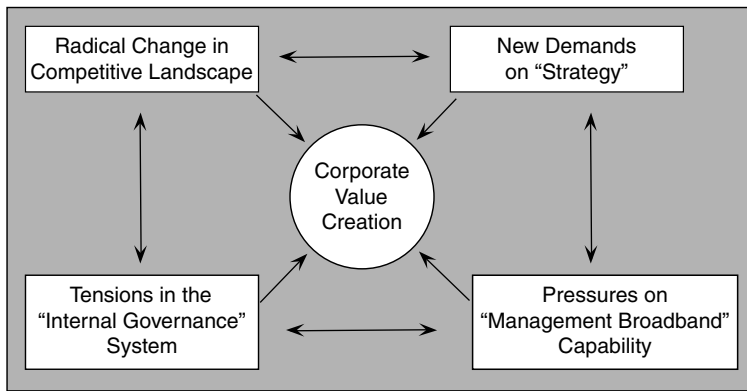 Radical Change in
Competitive Landscape
New Demands
on “Strategy”
Corporate
Value
Creation
Tensions in the
“Internal Governance”
System
Pressures on
“Management Broadband”
Capability